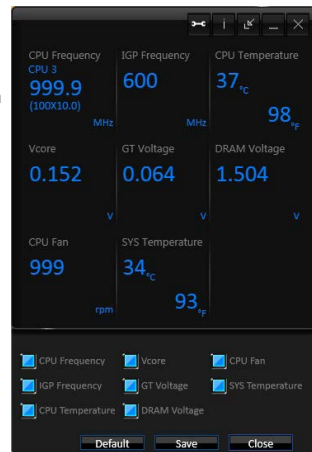 CPU Frequency
CPU 3
999.9
(100X10.0)
MHz
IGP Frequency
600
MHz
CPU Temperature
37 °C
98 °F
Vcore
0.152
V
GT Voltage
0.064
V
DRAM Voltage
1.504
V
CPU Fan
999
rpm
SYS Temperature
34 °C
93 °F
CPU Frequency Vcore CPU Fan
IGP Frequency GT Voltage SYS Temperature
CPU Temperature DRAM Voltage
Default Save Close